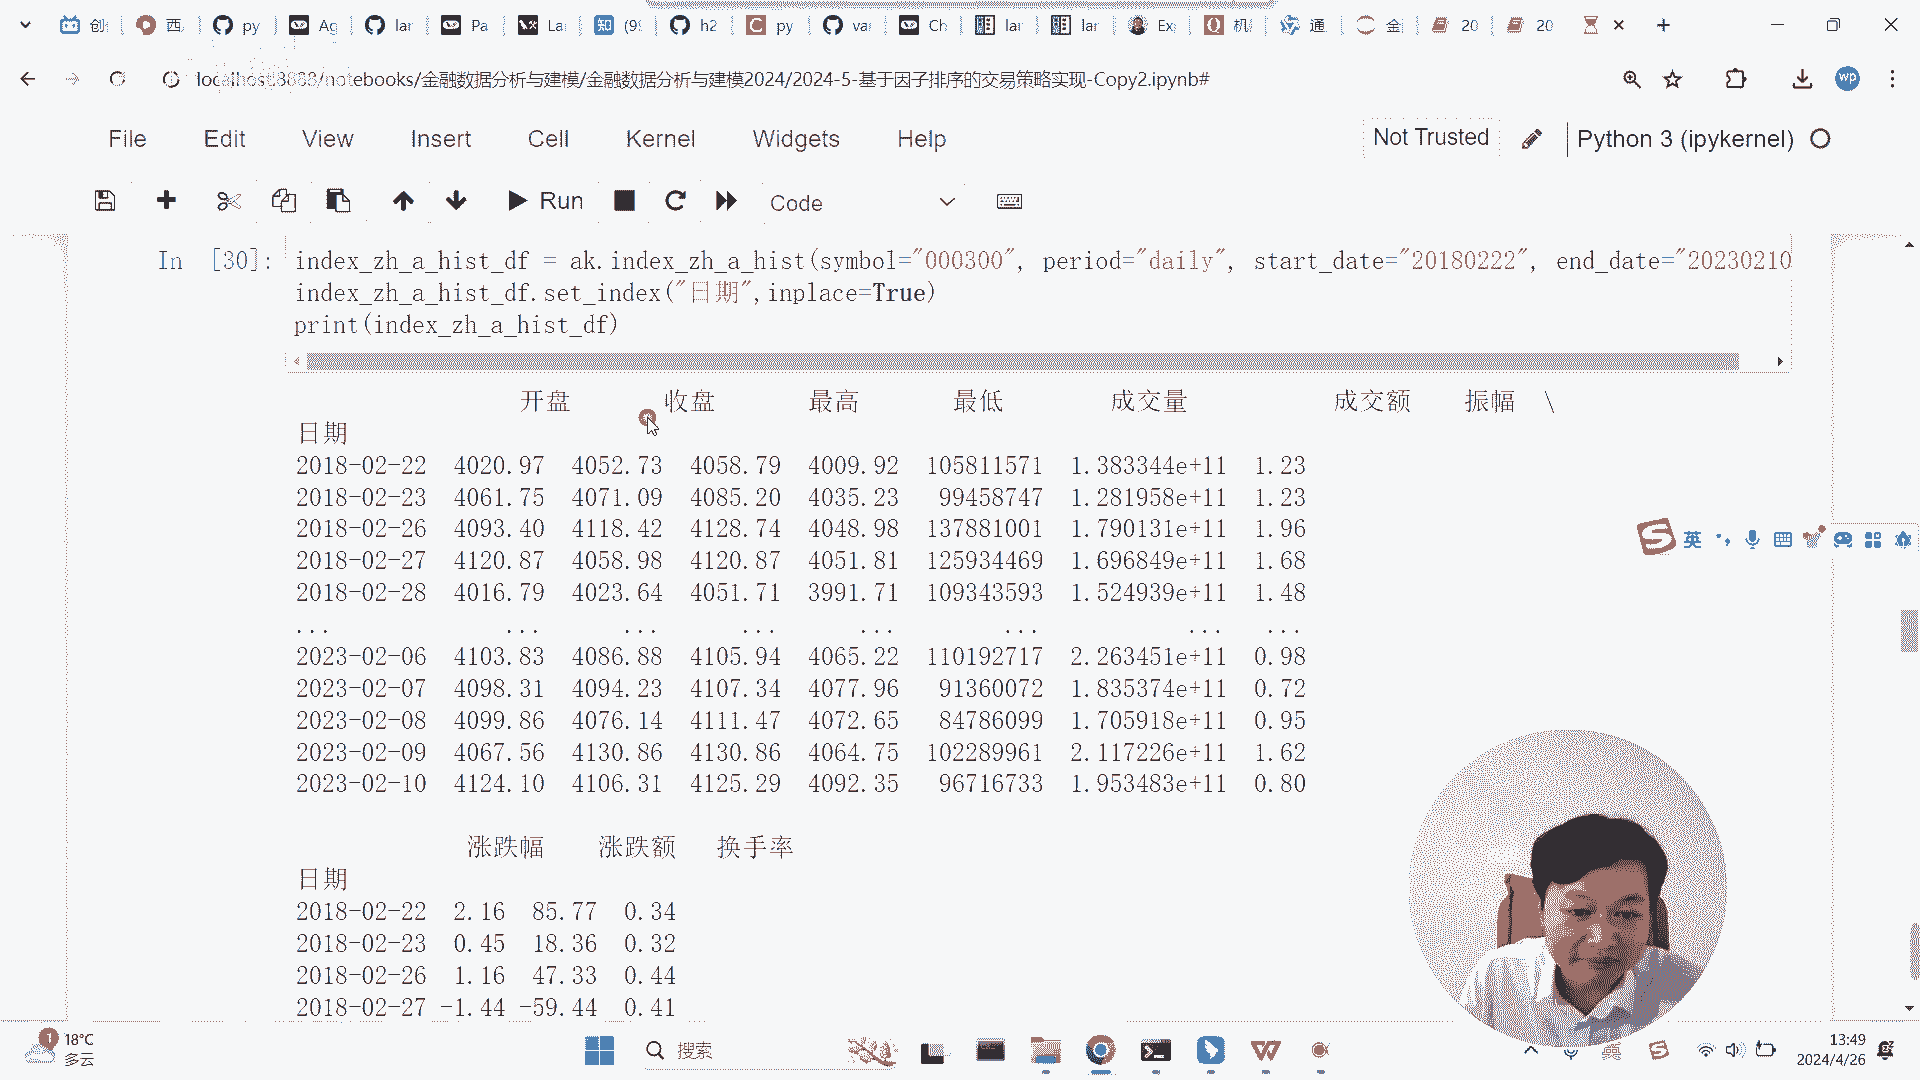 创 西 py Ag lar Pa La (9 h2 py var Ch lar lar Ex 机 通 金 20 20
localhost:8888/notebooks/金融数据分析与建模/金融数据分析与建模2024/2024-5-基于因子排序的交易策略实现-Copy2.ipynb#
wp
File Edit View Insert Cell Kernel Widgets Help
Not Trusted Python 3 (ipykernel)
Run Code
In [30]: index_zh_a_hist_df = ak.index_zh_a_hist(symbol="000300", period="daily", start_date="20180222", end_date="20230210
index_zh_a_hist_df.set_index("日期",inplace=True)
print(index_zh_a_hist_df)
开盘 收盘 最高 最低 成交量 成交额 振幅 \
日期
2018-02-22 4020.97 4052.73 4058.79 4009.92 105811571 1.383344e+11 1.23
2018-02-23 4061.75 4071.09 4085.20 4035.23 99458747 1.281958e+11 1.23
2018-02-26 4093.40 4118.42 4128.74 4048.98 137881001 1.790131e+11 1.96
2018-02-27 4120.87 4058.98 4120.87 4051.81 125934469 1.696849e+11 1.68
2018-02-28 4016.79 4023.64 4051.71 3991.71 109343593 1.524939e+11 1.48
... ... ... ... ... ... ... ...
2023-02-06 4103.83 4086.88 4105.94 4065.22 110192717 2.263451e+11 0.98
2023-02-07 4098.31 4094.23 4107.34 4077.96 91360072 1.835374e+11 0.72
2023-02-08 4099.86 4076.14 4111.47 4072.65 84786099 1.705918e+11 0.95
2023-02-09 4067.56 4130.86 4130.86 4064.75 102289961 2.117226e+11 1.62
2023-02-10 4124.10 4106.31 4125.29 4092.35 96716733 1.953483e+11 0.80
涨跌幅 涨跌额 换手率
日期
2018-02-22 2.16 85.77 0.34
2018-02-23 0.45 18.36 0.32
2018-02-26 1.16 47.33 0.44
2018-02-27 -1.44 -59.44 0.41
英
18°C
多云
搜索
英
13:49
2024/4/26